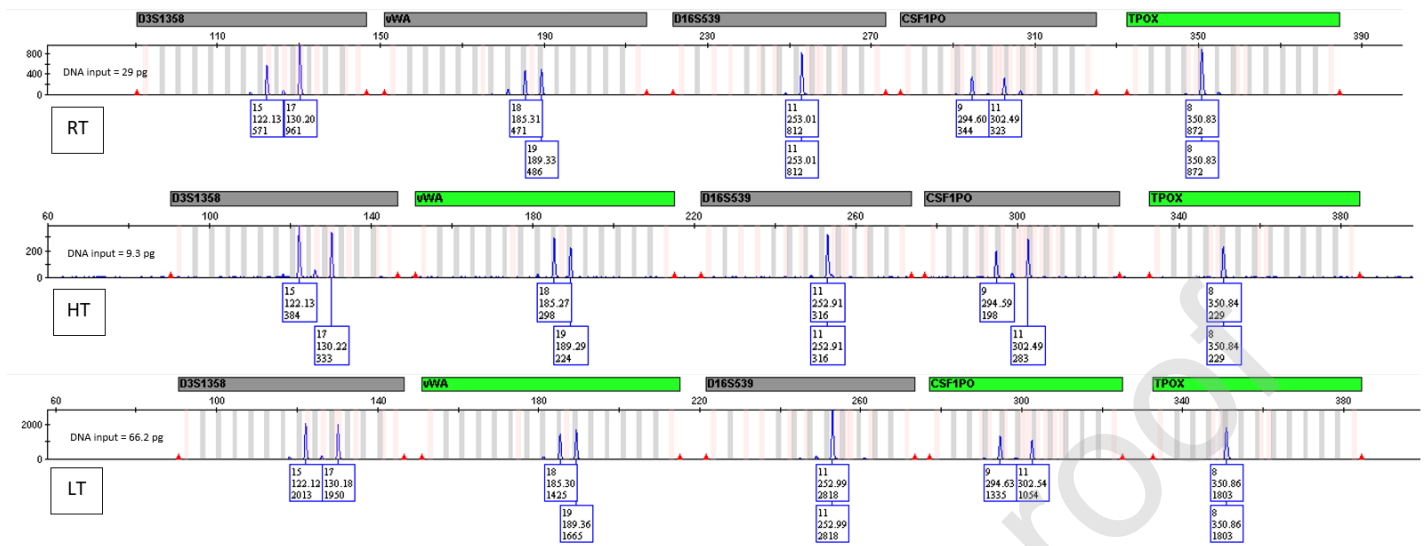 D3S1358 vWA D16S539 CSF1PO TPOX
110 150 190 230 270 310 350 390
800
400
0
DNA input = 29 pg
RT
15 17 18 11 9 11 8
122.13 130.20 185.31 253.01 294.60 302.49 350.83
571 961 471 812 344 323 872
19 11 8
189.33 253.01 350.83
486 812 872
D3S1358 vWA D16S539 CSF1PO TPOX
60 100 140 180 220 260 300 340 380
200
0
DNA input = 9.3 pg
HT
15 18 11 9 8
122.13 185.27 252.91 294.59 350.84
384 298 316 198 229
17 19 11 11 8
130.22 189.29 252.91 302.49 350.84
333 224 316 283 229
D3S1358 vWA D16S539 CSF1PO TPOX
60 100 140 180 220 260 300 340 380
2000
0
DNA input = 66.2 pg
LT
15 17 18 11 9 11 8
122.12 130.18 185.30 252.99 294.63 302.54 350.86
2013 1950 1425 2818 1335 1054 1803
19 11 8
189.36 252.99 350.86
1665 2818 1803
roof